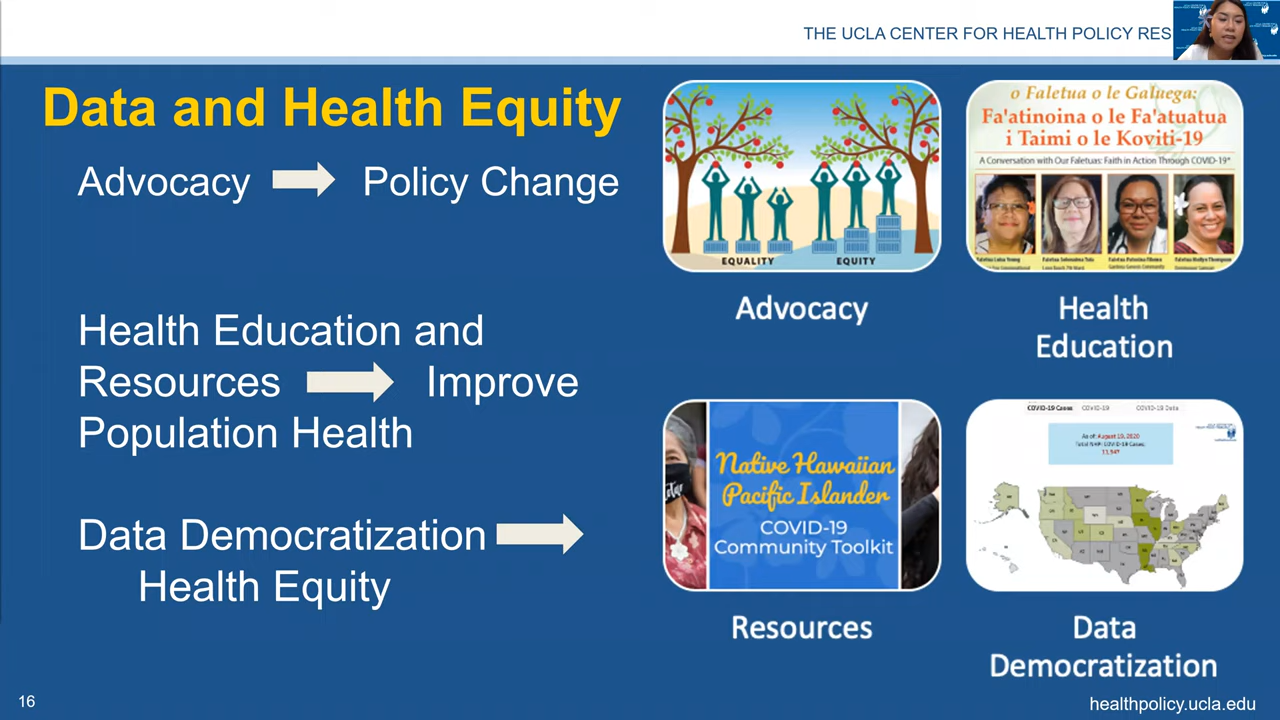 THE UCLA CENTER FOR HEALTH POLICY RES
Data and Health Equity
Advocacy
Policy Change
Health Education and
Resources
Improve
Population Health
Data Democratization
Health Equity
EQUALITY
EQUITY
Advocacy
o Faletua o le Galuega:
Fa'atinoina o le Fa'atuatua
i Taimi o le Koviti-19
A Conversation with Our Faletuas: Faith in Action Through COVID-19*
Health
Education
Native Hawaiian
Pacific Islander
COVID-19
Community Toolkit
Resources
COVID-19 Cases
COVID-19
COVID-19 Data
As of: August 10, 2020
Total NHPI COVID-19 Cases:
Data
Democratization
16
healthpolicy.ucla.edu